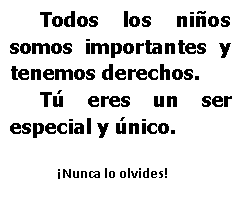 Todos los niños
somos importantes y
tenemos derechos.
Tú eres un ser
especial y único.
¡Nunca lo olvides!